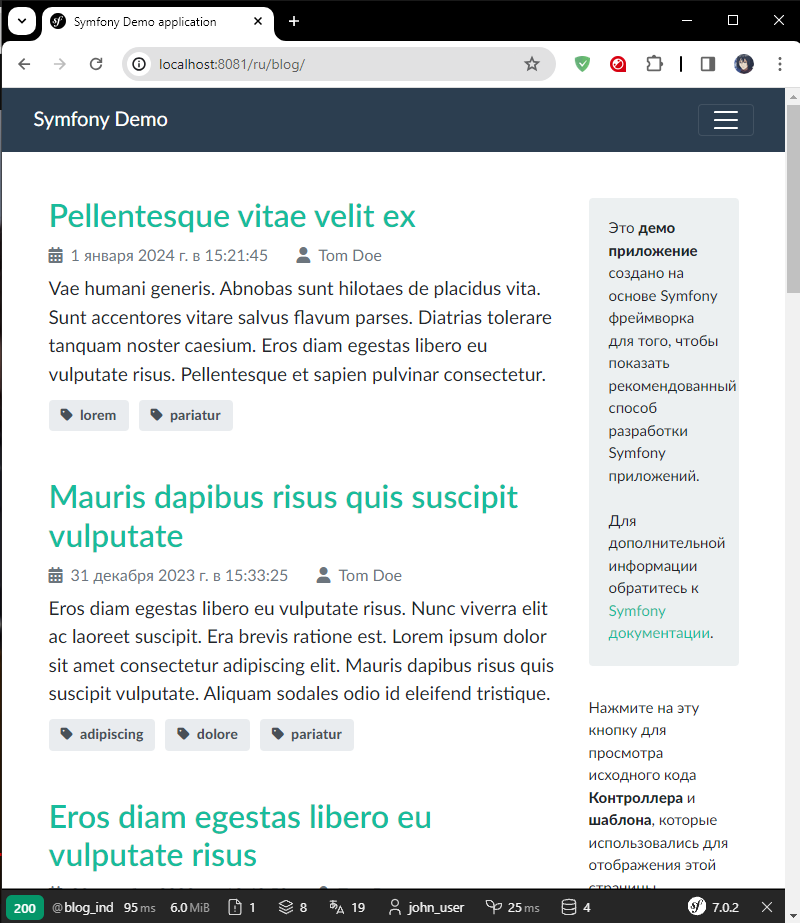 Symfony Demo application
localhost:8081/ru/blog/
Symfony Demo
Pellentesque vitae velit ex
1 января 2024 г. в 15:21:45 Tom Doe
Vae humani generis. Abnobas sunt hilotaes de placidus vita.
Sunt accentores vitare salvus flavum parses. Diatrias tolerare
tanquam noster caesium. Eros diam egestas libero eu
vulputate risus. Pellentesque et sapien pulvinar consectetur.
lorem pariatur
Mauris dapibus risus quis suscipit
vulputate
31 декабря 2023 г. в 15:33:25 Tom Doe
Eros diam egestas libero eu vulputate risus. Nunc viverra elit
ac laoreet suscipit. Era brevis ratione est. Lorem ipsum dolor
sit amet consectetur adipiscing elit. Mauris dapibus risus quis
suscipit vulputate. Aliquam sodales odio id eleifend tristique.
adipiscing dolore pariatur
Eros diam egestas libero eu
vulputate risus
Это демо
приложение
создано на
основе Symfony
фреймворка
для того, чтобы
показать
рекомендованный
способ
разработки
Symfony
приложений.
Для
дополнительной
информации
обратитесь к
Symfony
документации.
Нажмите на эту
кнопку для
просмотра
исходного кода
Контроллера и
шаблона, которые
использовались для
отображения этой
страницы
200 @blog_ind 95 ms 6.0 MiB 1 8 19 john_user 25 ms 4 sf 7.0.2